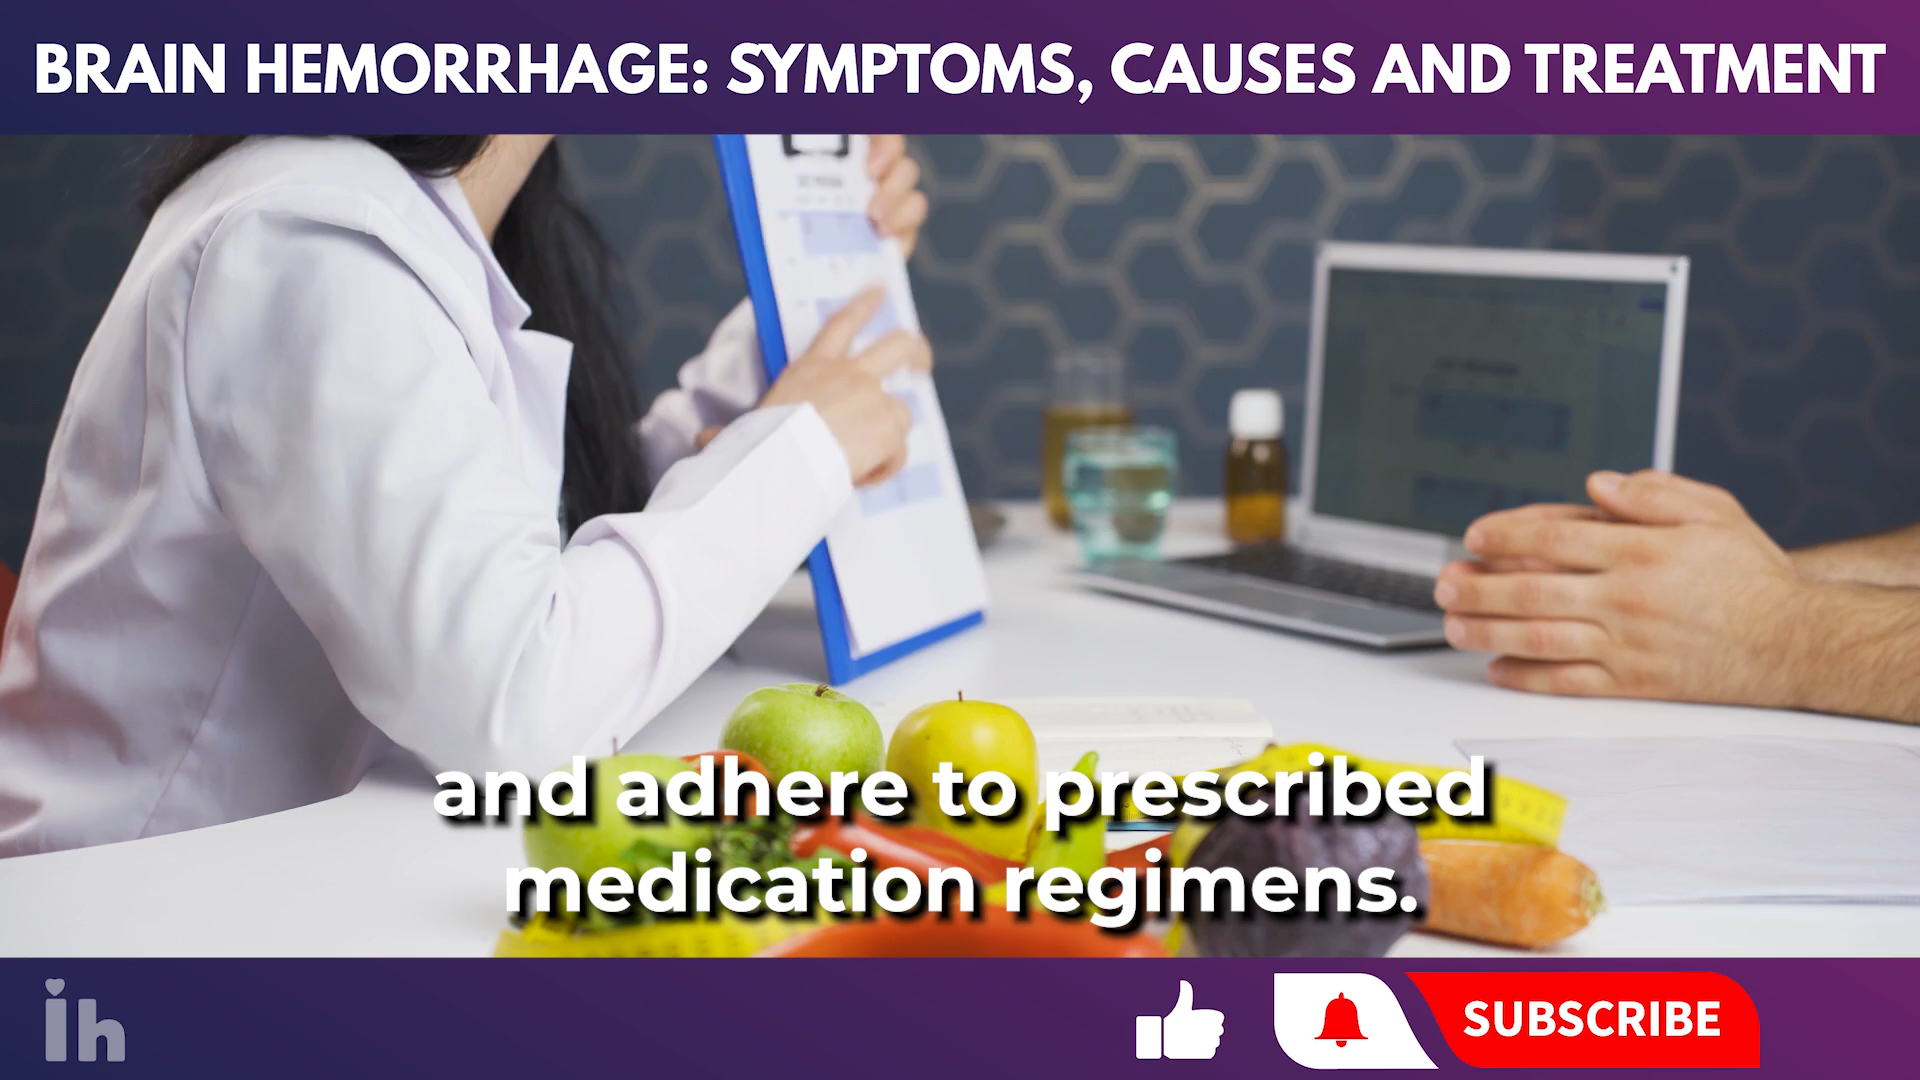 BRAIN HEMORRHAGE: SYMPTOMS, CAUSES AND TREATMENT
and adhere to prescribed
medication regimens.
ih
SUBSCRIBE